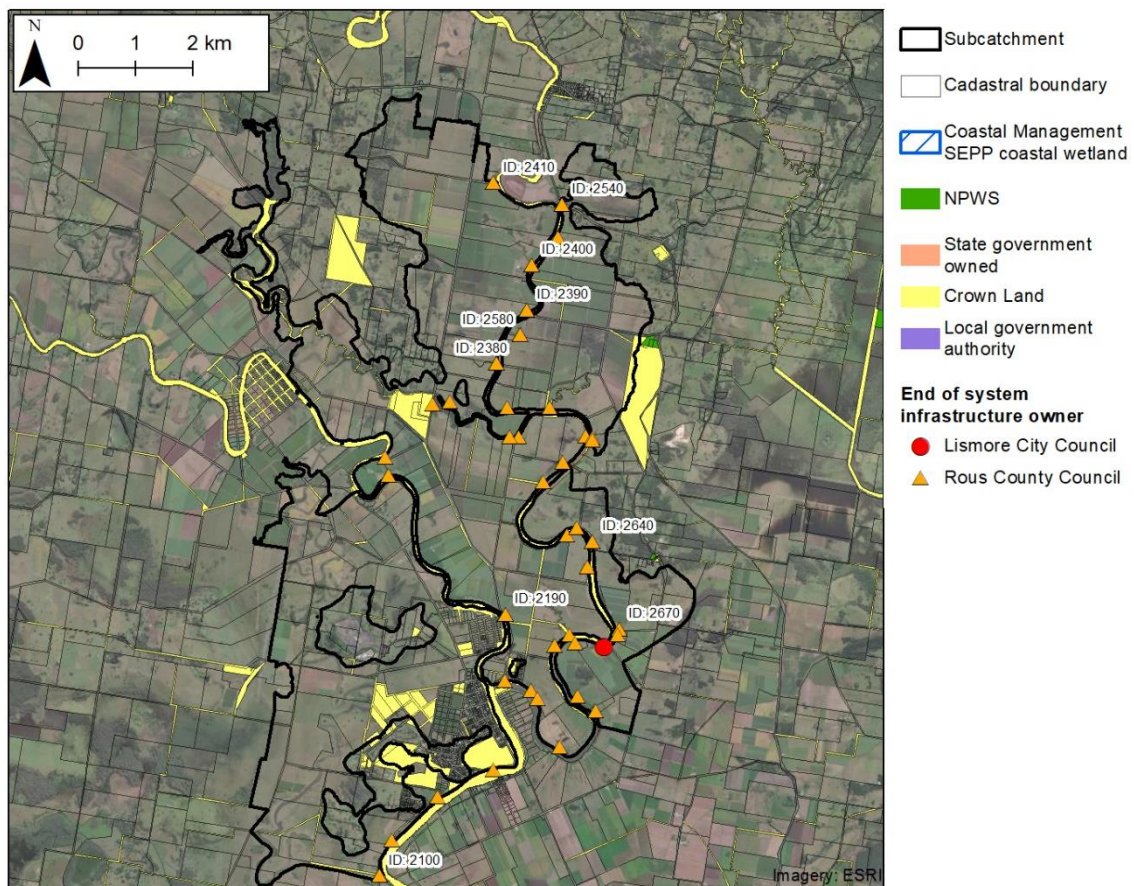 N
0 1 2 km
ID: 2410
ID: 2540
ID: 2400
ID: 2390
ID: 2580
ID: 2380
ID: 2640
ID: 2190
ID: 2670
ID: 2100
Imagery: ESRI
Subcatchment
Cadastral boundary
Coastal Management
SEPP coastal wetland
NPWS
State government
owned
Crown Land
Local government
authority
End of system
infrastructure owner
Lismore City Council
Rous County Council